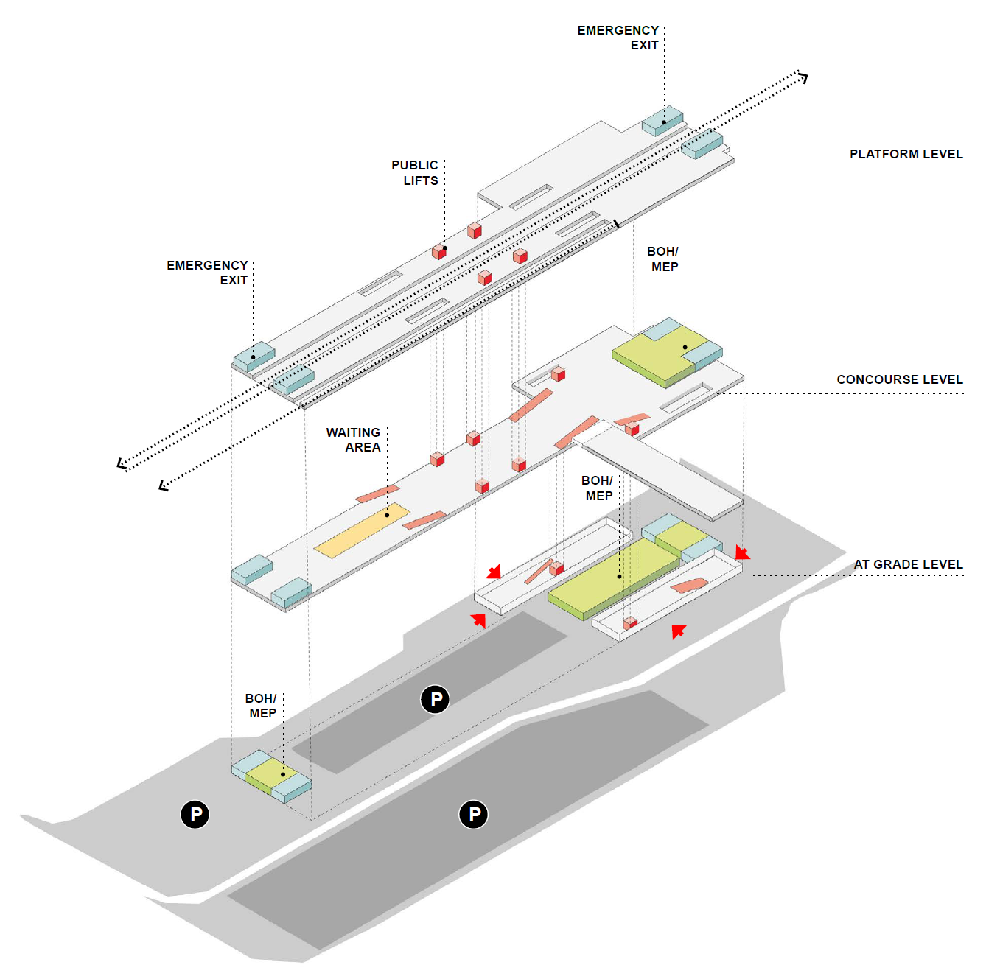 EMERGENCY
EXIT
PLATFORM LEVEL
PUBLIC
LIFTS
BOH/
MEP
EMERGENCY
EXIT
CONCOURSE LEVEL
WAITING
AREA
BOH/
MEP
AT GRADE LEVEL
BOH/
MEP
P
P
P